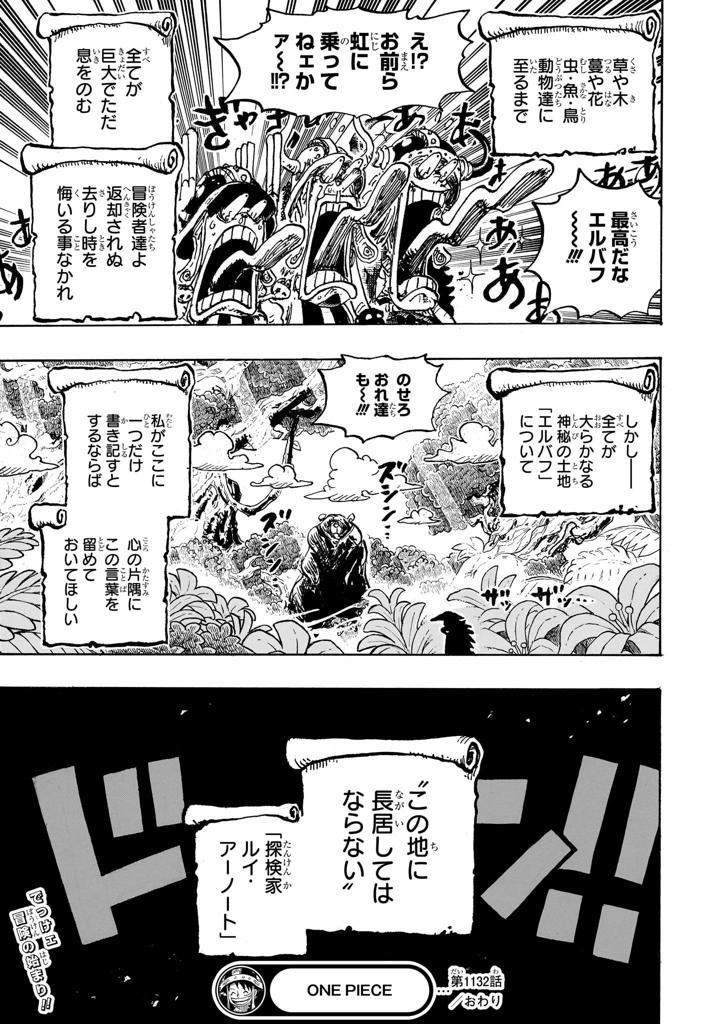 草や木
蔓や花
虫・魚・鳥
動物達に
至るまで
え!?
お前ら
虹に
乗って
ねェか
ア〜〜!!?
全てが
巨大でただ
息をのむ
最高だな
エルバフ
〜〜!!!
冒険者達よ
返却されぬ
去りし時を
悔いる事なかれ
ぎゃ
あ
あ
ぎゃああ
しかし――
全てが
大らかなる
神秘の土地
「エルバフ」
について
のせろ
おれ達
も〜〜!!!
私がここに
一つだけ
書き記すと
するならば
心の片隅に
この言葉を
留めて
おいてほしい
ズシン…
ズン…
ザッ…
ザッ…
ドン!!
“この地に
長居しては
ならない”
「探検家
ルイ・
アーノート」
でっけェ
冒険の始まり!!
ONE PIECE
…第1132話
／おわり